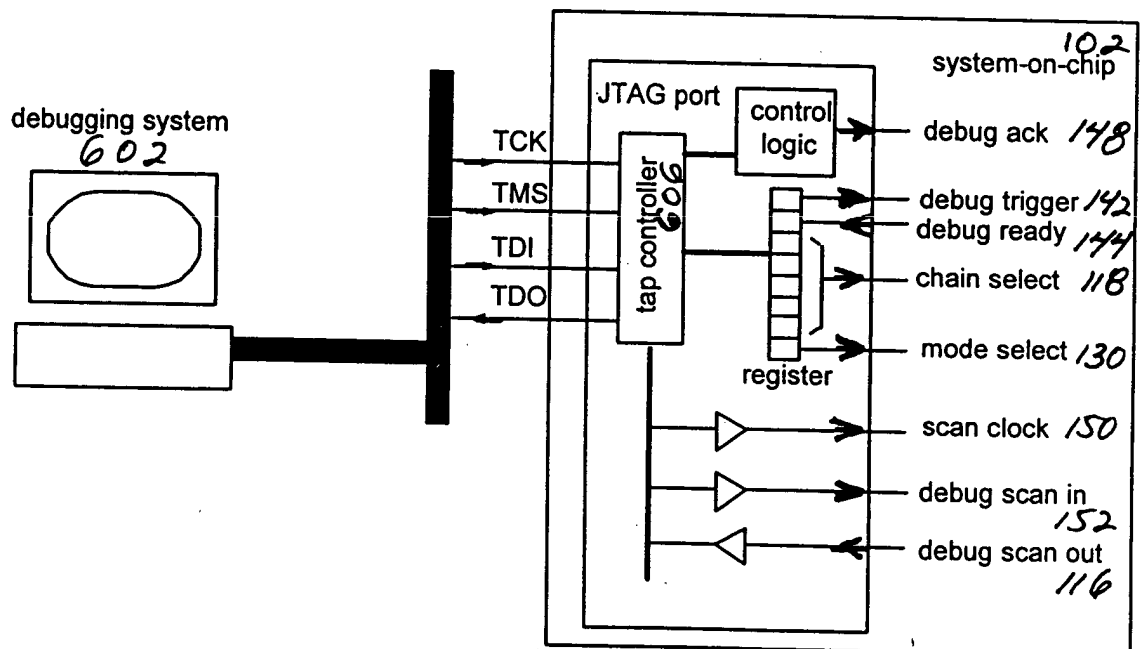 102
system-on-chip
JTAG port
control
logic
debugging system
602
TCK
TMS
TDI
TDO
tap controller
606
register
debug ack 148
debug trigger 142
debug ready 144
chain select 118
mode select 130
scan clock 150
debug scan in
152
debug scan out
116